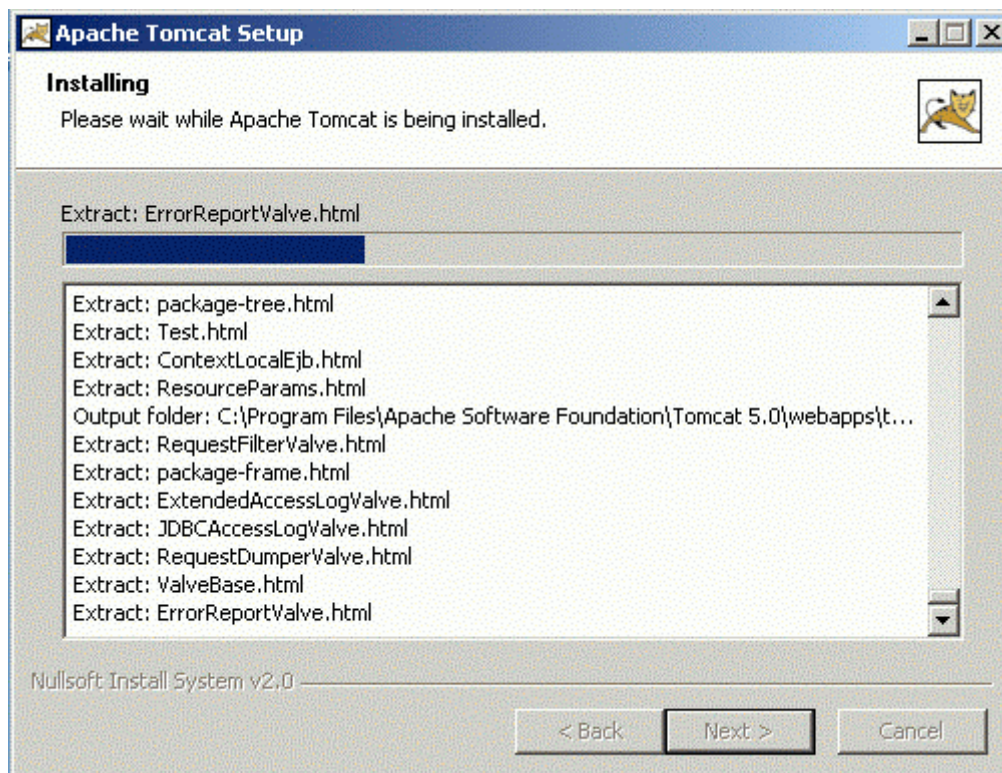 Apache Tomcat Setup
Installing
Please wait while Apache Tomcat is being installed.
Extract: ErrorReportValve.html
Extract: package-tree.html
Extract: Test.html
Extract: ContextLocalEjb.html
Extract: ResourceParams.html
Output folder: C:\Program Files\Apache Software Foundation\Tomcat 5.0\webapps\t...
Extract: RequestFilterValve.html
Extract: package-frame.html
Extract: ExtendedAccessLogValve.html
Extract: JDBCAccessLogValve.html
Extract: RequestDumperValve.html
Extract: ValveBase.html
Extract: ErrorReportValve.html
Nullsoft Install System v2.0
< Back Next > Cancel